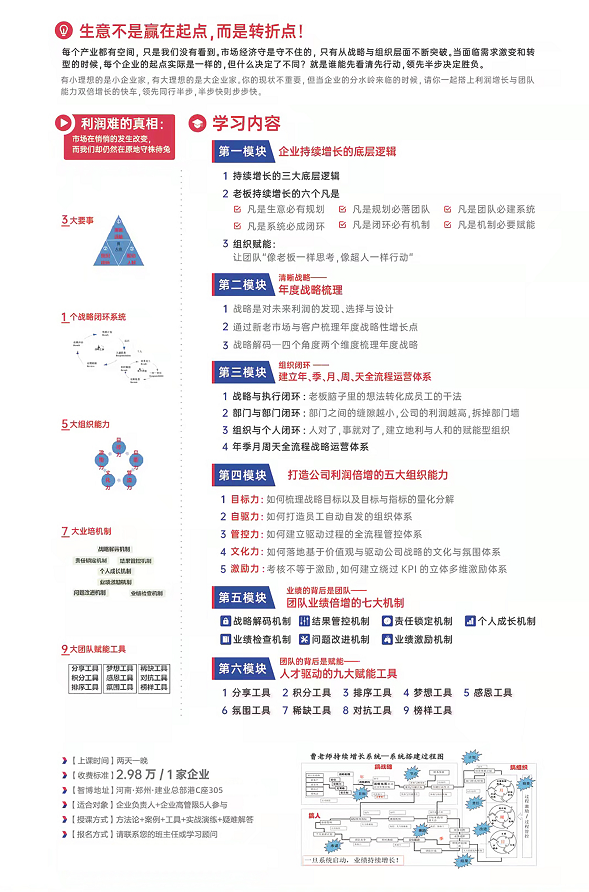 生意不是赢在起点,而是转折点!
每个产业都有空间, 只是我们没有看到。市场经济守是守不住的, 只有从战略与组织层面不断突破。当面临需求激变和转
型的时候,每个企业的起点实际是一样的,但什么决定了不同? 就是谁能先看清先行动,领先半步决定胜负。
有小理想的是小企业家,有大理想的是大企业家,你的现状不重要, 但当企业的分水岭来临的时候, 请你一起搭上利润增长与团队
能力双倍增长的快车,领先同行半步,半步快则步步快。
利润难的真相:
市场在悄悄的发生改变,
而我们却仍然在原地守株待兔
3大要事
1个战略闭环系统
5大组织能力
7 大业培机制
战略解码机制
责任锁定机制 结果管控机制
个人成长机制
业绩激励机制
问题改进机制 业绩检查机制
9大团队赋能工具
分享工具 梦想工具 稀缺工具
积分工具 感恩工具 对抗工具
排序工具 氛围工具 榜样工具
学习内容
第一模块 企业持续增长的底层逻辑
1 持续增长的三大底层逻辑
2 老板持续增长的六个凡是
凡是生意必有规划 凡是规划必落团队 凡是团队必建系统
凡是系统必成闭环 凡是闭环必有机制 凡是机制必要赋能
3 组织赋能:
让团队“像老板一样思考,像超人一样行动”
第二模块 清晰战略——
年度战略梳理
1 战略是对未来利润的发现、选择与设计
2 通过新老市场与客户梳理年度战略性增长点
3 战略解码—四个角度两个维度梳理年度战略
第三模块 组织闭环 ——
建立年、季、月、周、天全流程运营体系
1 战略与执行闭环: 老板脑子里的想法转化成员工的干法
2 部门与部门闭环: 部门之间的缝隙越小,公司的利润越高,拆掉部门墙
3 组织与个人闭环: 人对了,事就对了,建立地利与人和的赋能型组织
4 年季月周天全流程战略运营体系
第四模块 打造公司利润倍增的五大组织能力
1 目标力: 如何梳理战略目标以及目标与指标的量化分解
2 自驱力: 如何打造员工自动自发的组织体系
3 管控力: 如何建立驱动过程的全流程管控体系
4 文化力: 如何落地基于价值观与驱动公司战略的文化与氛围体系
5 激励力: 考核不等于激励,如何建立绕过 KPI 的立体多维激励体系
第五模块 业绩的背后是团队——
团队业绩倍增的七大机制
战略解码机制 结果管控机制 责任锁定机制 个人成长机制
业绩检查机制 问题改进机制 业绩激励机制
第六模块 团队的背后是赋能——
人才驱动的九大赋能工具
1 分享工具 2 积分工具 3 排序工具 4 梦想工具 5 感恩工具
6 氛围工具 7 稀缺工具 8 对抗工具 9 榜样工具
【上课时间】两天一晚
【收费标准】2.98 万 / 1 家企业
【智博地址】河南·郑州·建业总部港C座305
【适合对象】企业负责人+企业高管限5人参与
【授课方式】方法论+案例+工具+实战演练+疑难解答
【报名方式】请联系您的班主任或学习顾问
曹老师持续增长系统—系统搭建过程图
搞战略
搞组织
搞人
一旦系统启动, 业绩持续增长!